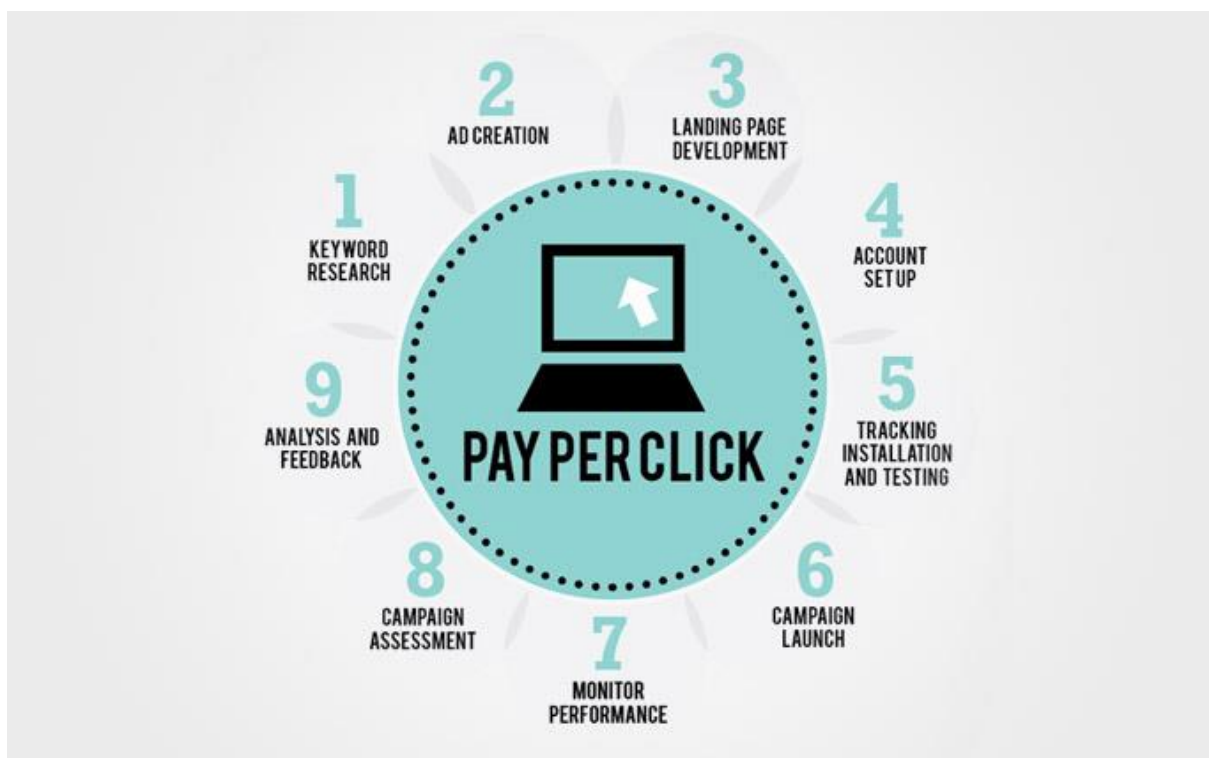 1
KEYWORD
RESEARCH
2
AD CREATION
3
LANDING PAGE
DEVELOPMENT
4
ACCOUNT
SET UP
5
TRACKING
INSTALLATION
AND TESTING
6
CAMPAIGN
LAUNCH
7
MONITOR
PERFORMANCE
8
CAMPAIGN
ASSESSMENT
9
ANALYSIS AND
FEEDBACK
PAY PER CLICK